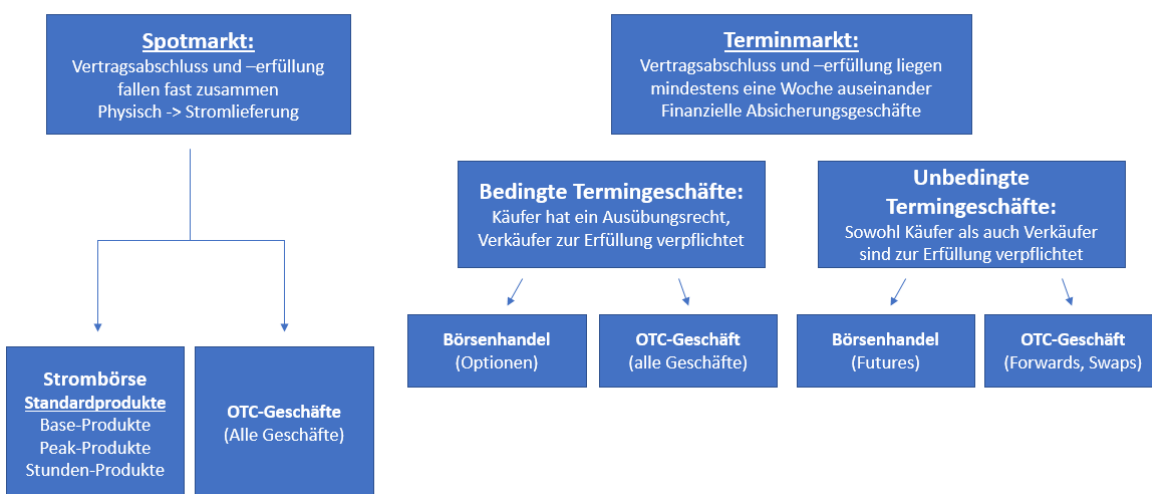 Spotmarkt:
Vertragsabschluss und –erfüllung
fallen fast zusammen
Physisch -> Stromlieferung
Terminmarkt:
Vertragsabschluss und –erfüllung liegen
mindestens eine Woche auseinander
Finanzielle Absicherungsgeschäfte
Bedingte Termingeschäfte:
Käufer hat ein Ausübungsrecht,
Verkäufer zur Erfüllung verpflichtet
Unbedingte
Termingeschäfte:
Sowohl Käufer als auch Verkäufer
sind zur Erfüllung verpflichtet
Strombörse
Standardprodukte
Base-Produkte
Peak-Produkte
Stunden-Produkte
OTC-Geschäfte
(Alle Geschäfte)
Börsenhandel
(Optionen)
OTC-Geschäft
(alle Geschäfte)
Börsenhandel
(Futures)
OTC-Geschäft
(Forwards, Swaps)